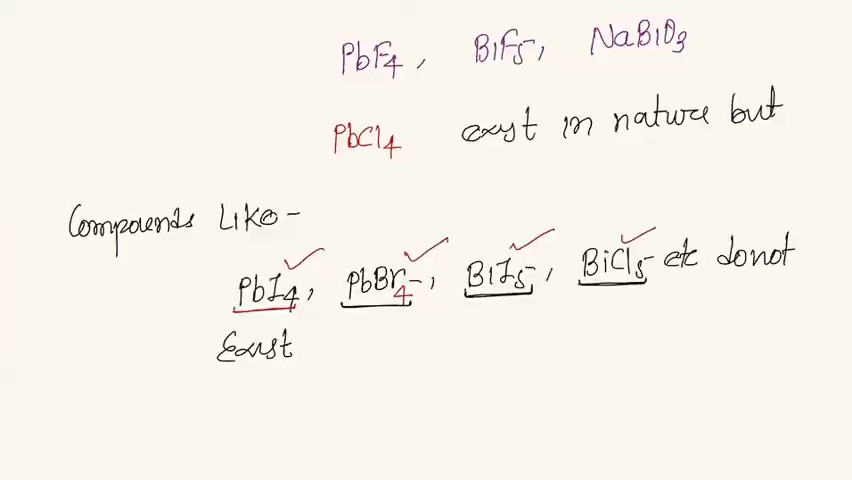 PbF4, BiF5, NaBiO3
PbCl4 exist in nature but
Compounds Like-
PbI4, PbBr4-, BiI5-, BiCl5- etc donot
Exist